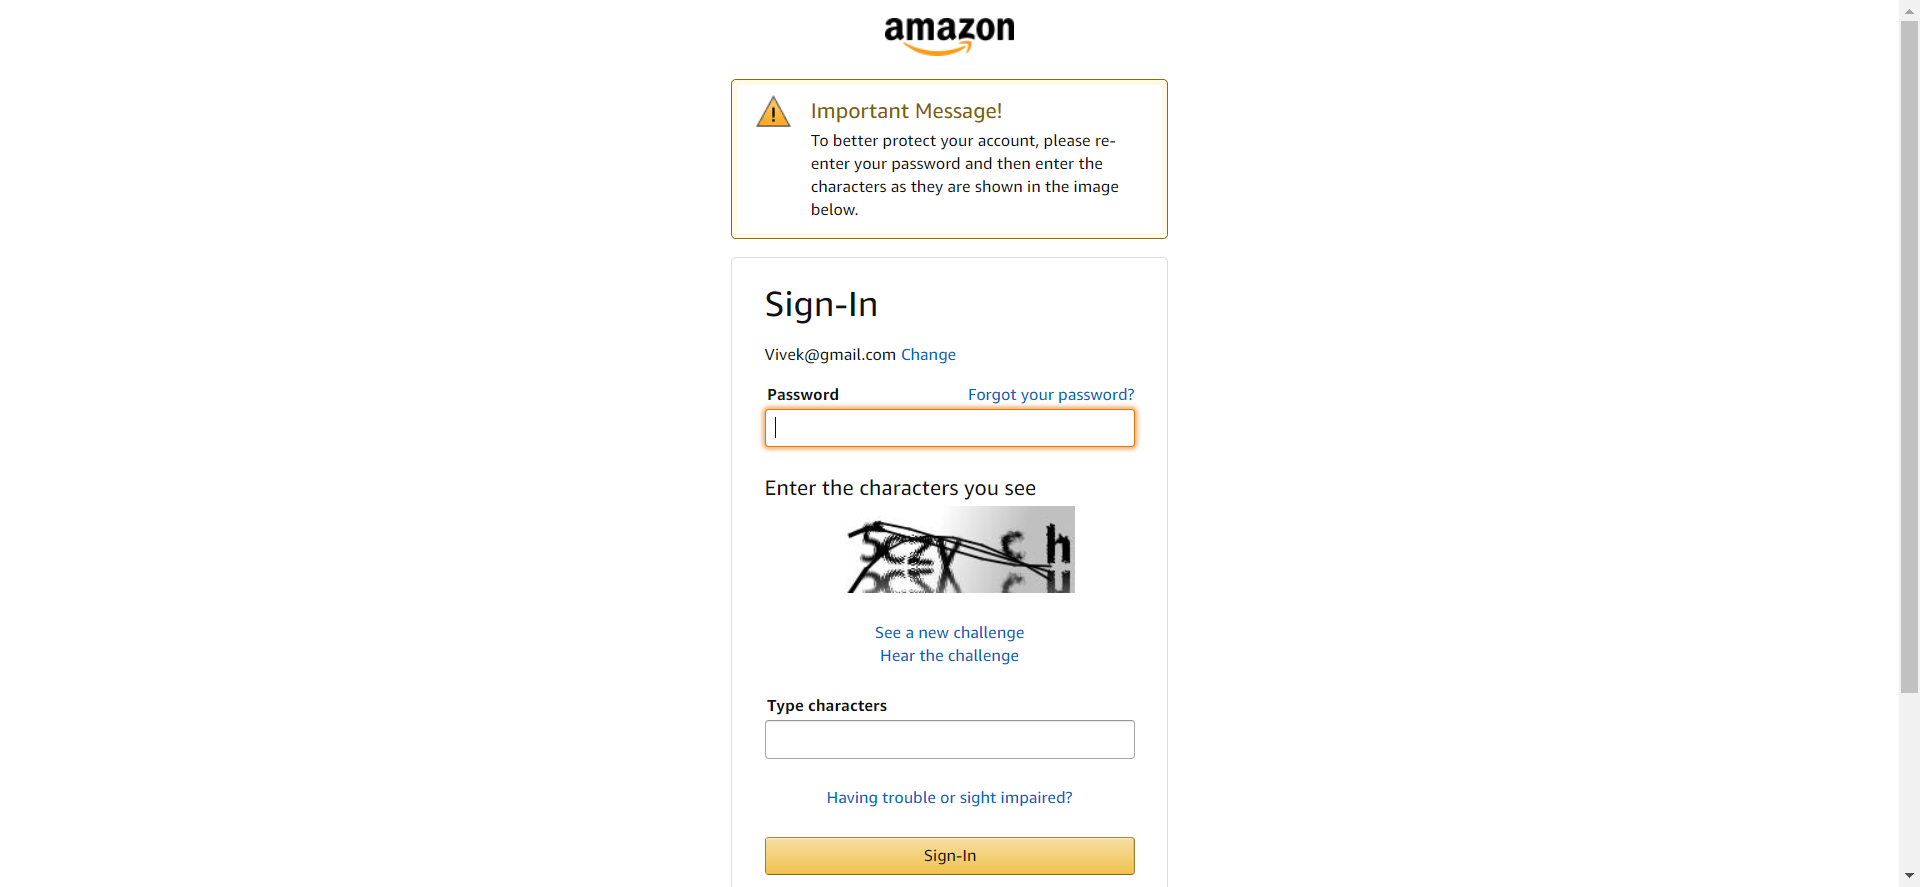 amazon
Important Message!
To better protect your account, please re-
enter your password and then enter the
characters as they are shown in the image
below.
Sign-In
Vivek@gmail.com Change
Password Forgot your password?
Enter the characters you see
See a new challenge
Hear the challenge
Type characters
Having trouble or sight impaired?
Sign-In